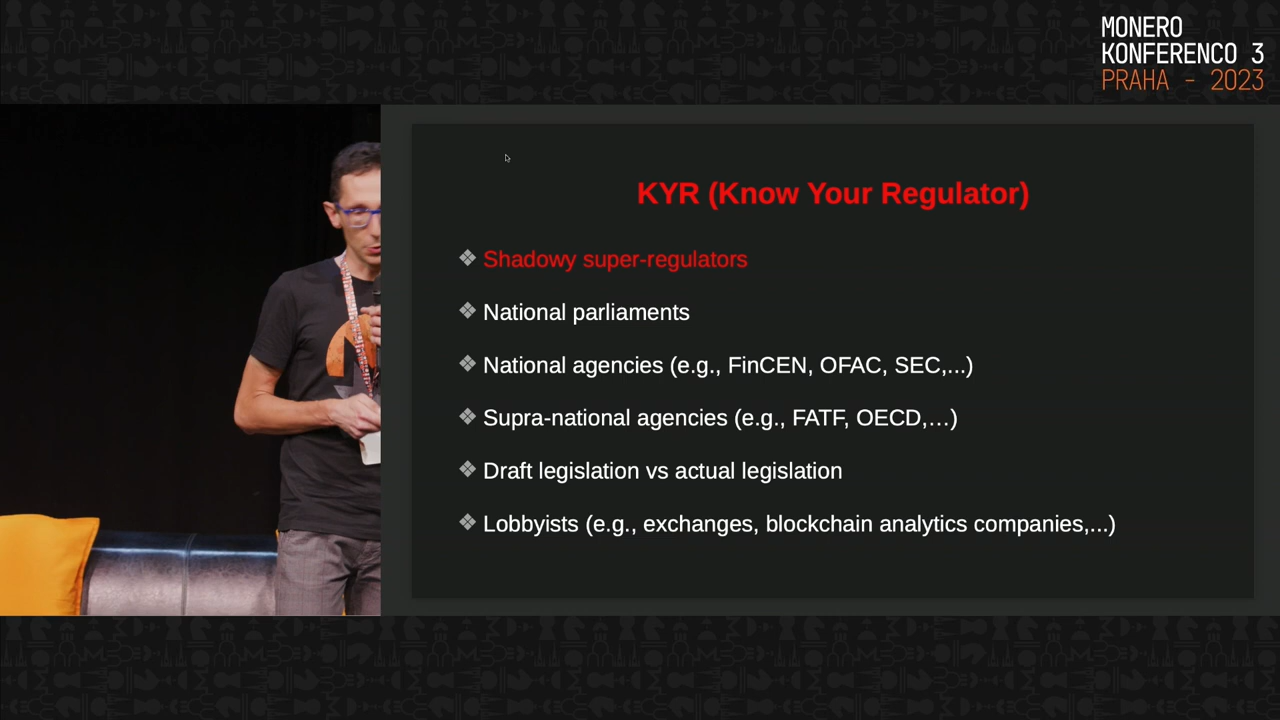 MONERO
KONFERENCO 3
PRAHA - 2023
KYR (Know Your Regulator)
❖ Shadowy super-regulators
❖ National parliaments
❖ National agencies (e.g., FinCEN, OFAC, SEC,...)
❖ Supra-national agencies (e.g., FATF, OECD,…)
❖ Draft legislation vs actual legislation
❖ Lobbyists (e.g., exchanges, blockchain analytics companies,...)